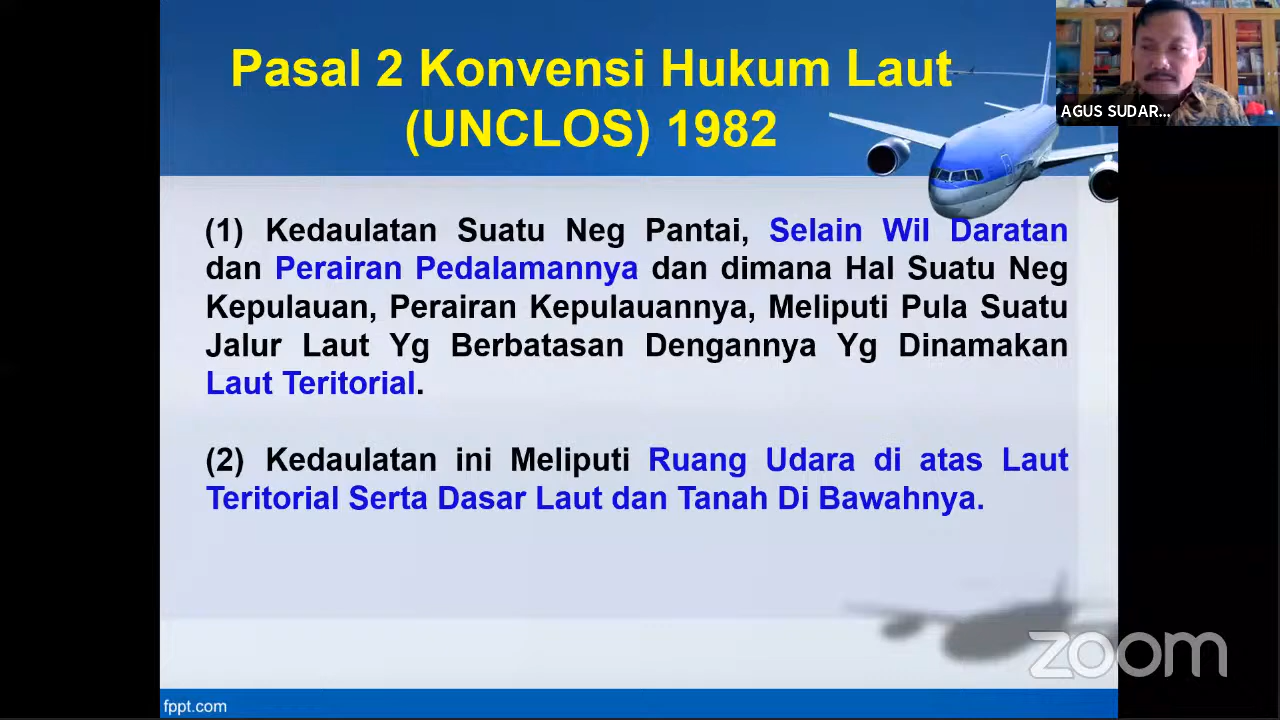 Pasal 2 Konvensi Hukum Laut
(UNCLOS) 1982
AGUS SUDAR...
(1) Kedaulatan Suatu Neg Pantai, Selain Wil Daratan
dan Perairan Pedalamannya dan dimana Hal Suatu Neg
Kepulauan, Perairan Kepulauannya, Meliputi Pula Suatu
Jalur Laut Yg Berbatasan Dengannya Yg Dinamakan
Laut Teritorial.
(2) Kedaulatan ini Meliputi Ruang Udara di atas Laut
Teritorial Serta Dasar Laut dan Tanah Di Bawahnya.
zoom
fppt.com